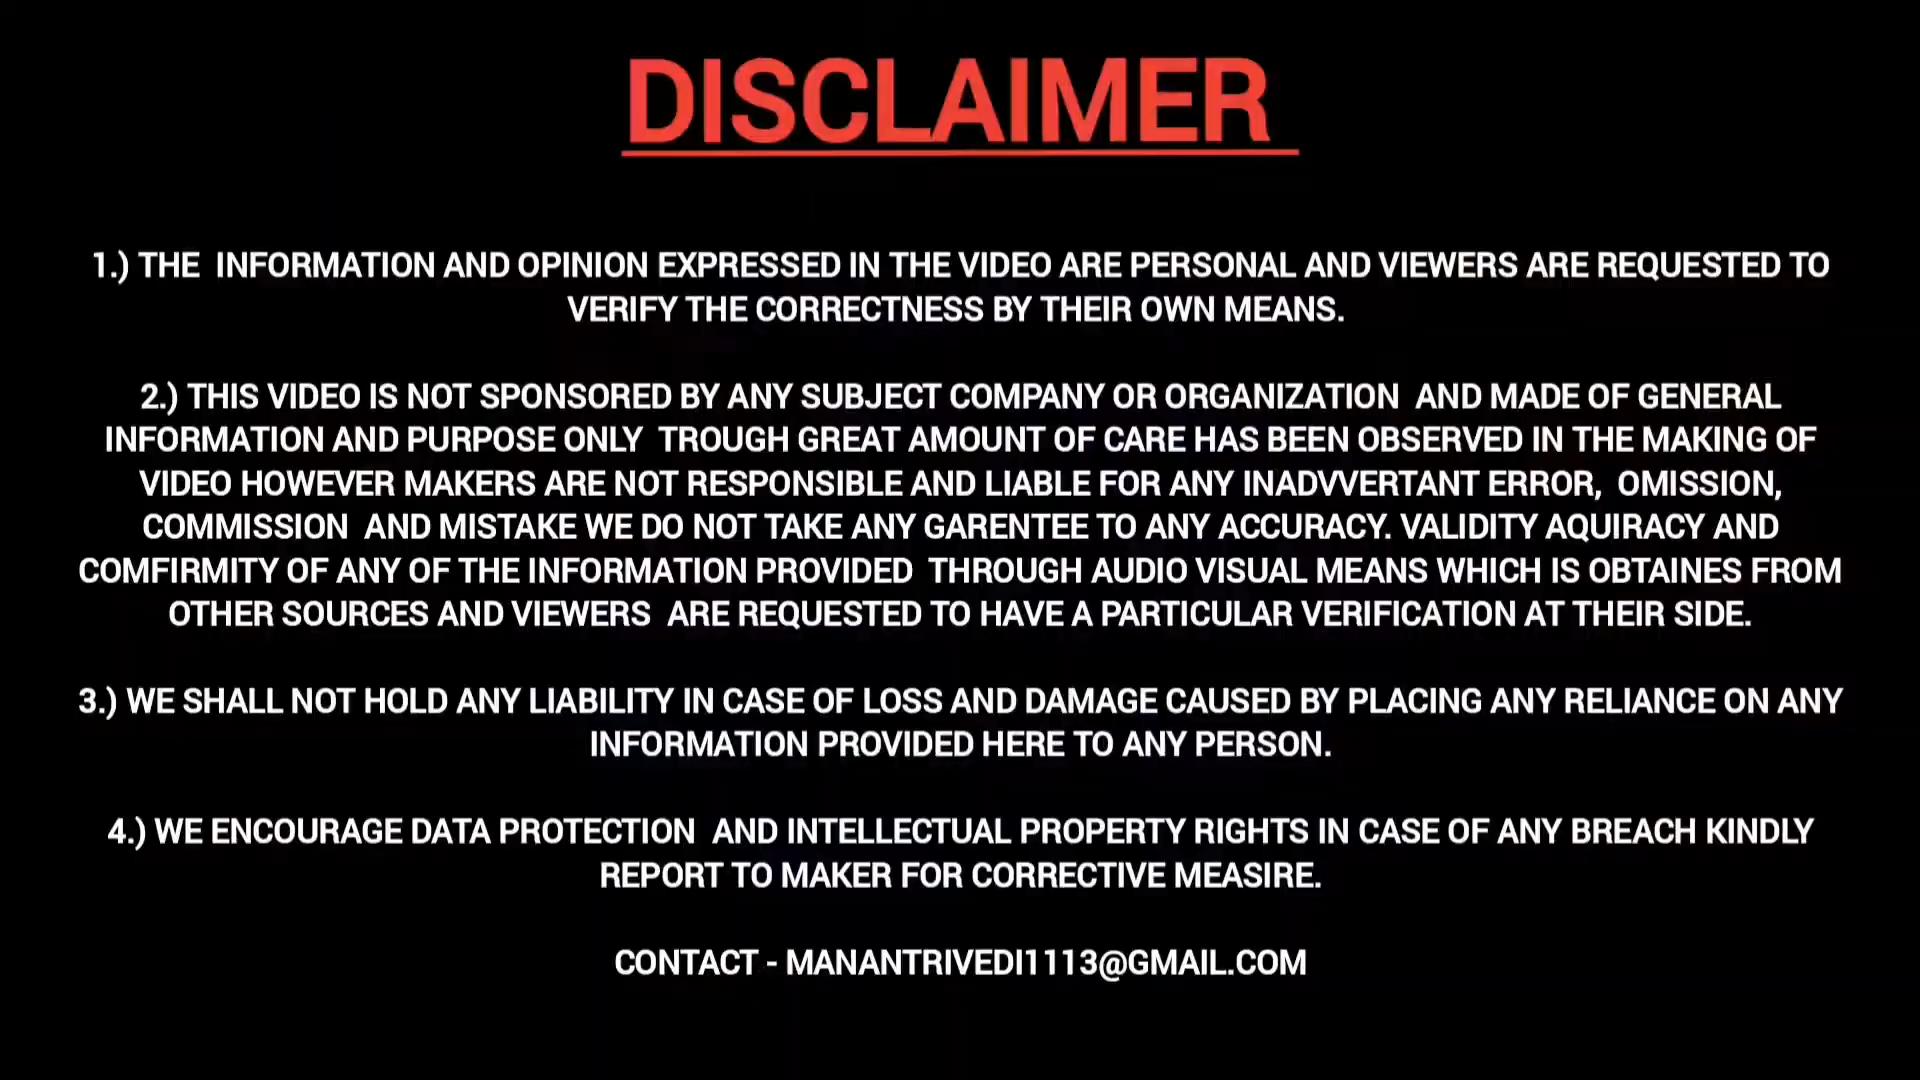 DISCLAIMER
1.) THE INFORMATION AND OPINION EXPRESSED IN THE VIDEO ARE PERSONAL AND VIEWERS ARE REQUESTED TO
VERIFY THE CORRECTNESS BY THEIR OWN MEANS.
2.) THIS VIDEO IS NOT SPONSORED BY ANY SUBJECT COMPANY OR ORGANIZATION AND MADE OF GENERAL
INFORMATION AND PURPOSE ONLY TROUGH GREAT AMOUNT OF CARE HAS BEEN OBSERVED IN THE MAKING OF
VIDEO HOWEVER MAKERS ARE NOT RESPONSIBLE AND LIABLE FOR ANY INADVVERTANT ERROR, OMISSION,
COMMISSION AND MISTAKE WE DO NOT TAKE ANY GARENTEE TO ANY ACCURACY. VALIDITY AQUIRACY AND
COMFIRMITY OF ANY OF THE INFORMATION PROVIDED THROUGH AUDIO VISUAL MEANS WHICH IS OBTAINES FROM
OTHER SOURCES AND VIEWERS ARE REQUESTED TO HAVE A PARTICULAR VERIFICATION AT THEIR SIDE.
3.) WE SHALL NOT HOLD ANY LIABILITY IN CASE OF LOSS AND DAMAGE CAUSED BY PLACING ANY RELIANCE ON ANY
INFORMATION PROVIDED HERE TO ANY PERSON.
4.) WE ENCOURAGE DATA PROTECTION AND INTELLECTUAL PROPERTY RIGHTS IN CASE OF ANY BREACH KINDLY
REPORT TO MAKER FOR CORRECTIVE MEASIRE.
CONTACT - MANANTRIVEDI1113@GMAIL.COM